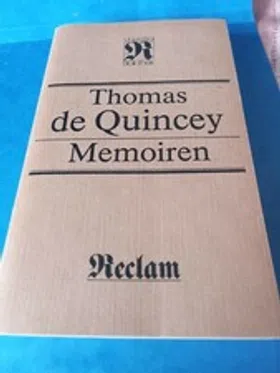 R
Thomas
de Quincey
Memoiren
Reclam